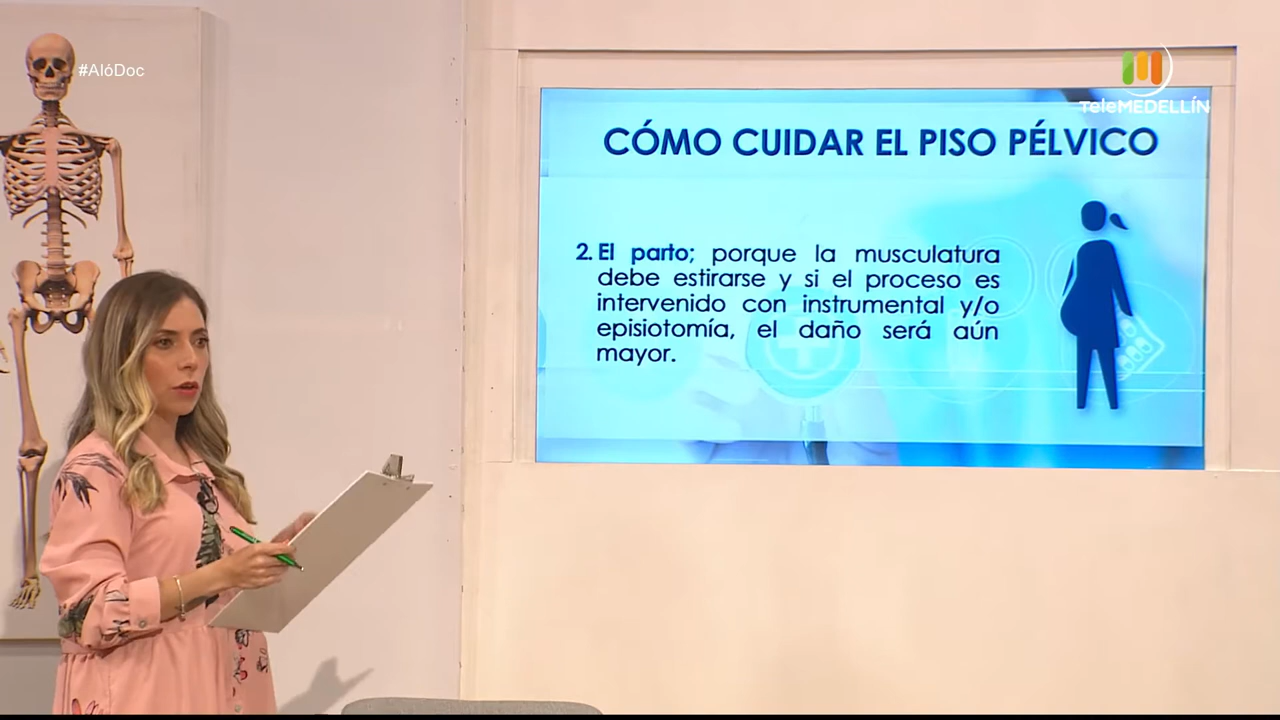 #AlóDoc
TeleMEDELLÍN
CÓMO CUIDAR EL PISO PÉLVICO
2. El parto; porque la musculatura
debe estirarse y si el proceso es
intervenido con instrumental y/o
episiotomía, el daño será aún
mayor.